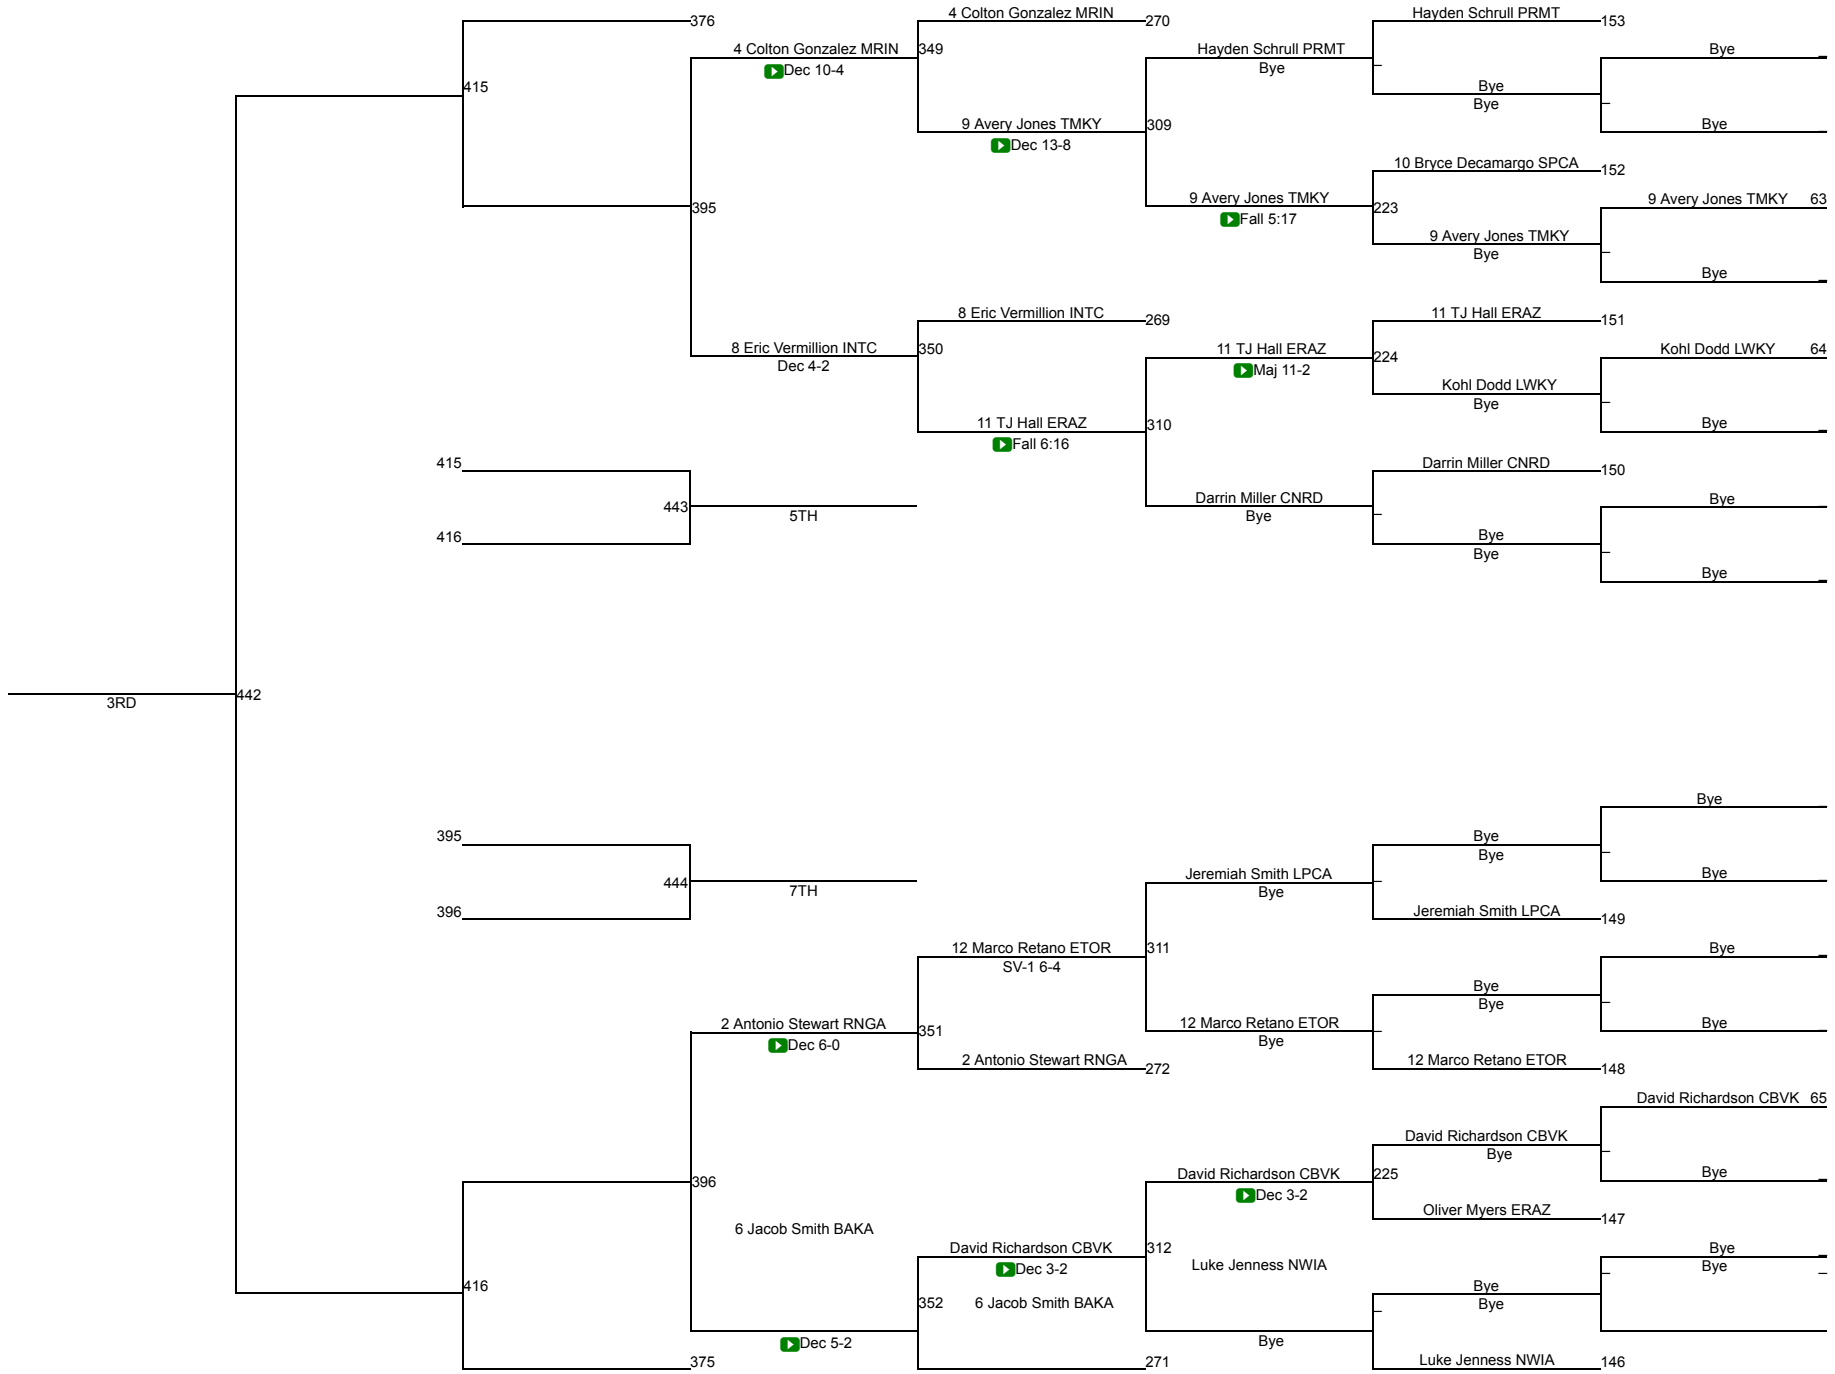 376
4 Colton Gonzalez MRIN
270
Hayden Schrull PRMT
153
4 Colton Gonzalez MRIN
349
Hayden Schrull PRMT
Bye
Dec 10-4
Bye
415
Bye
Bye
9 Avery Jones TMKY
309
Bye
Dec 13-8
10 Bryce Decamargo SPCA
152
395
9 Avery Jones TMKY
223
9 Avery Jones TMKY 63
Fall 5:17
9 Avery Jones TMKY
Bye
Bye
8 Eric Vermillion INTC
269
11 TJ Hall ERAZ
151
8 Eric Vermillion INTC
350
11 TJ Hall ERAZ
224
Kohl Dodd LWKY 64
Dec 4-2
Maj 11-2
Kohl Dodd LWKY
Bye
11 TJ Hall ERAZ
310
Bye
Fall 6:16
415
Darrin Miller CNRD
150
443
5TH
Darrin Miller CNRD
Bye
Bye
416
Bye
Bye
Bye
3RD
442
Bye
395
Bye
Bye
444
7TH
Jeremiah Smith LPCA
Bye
Bye
396
Jeremiah Smith LPCA
149
12 Marco Retano ETOR
SV-1 6-4
311
Bye
Bye
Bye
2 Antonio Stewart RNGA
351
12 Marco Retano ETOR
Bye
Dec 6-0
Bye
2 Antonio Stewart RNGA
272
12 Marco Retano ETOR
148
David Richardson CBVK 65
David Richardson CBVK
Bye
396
David Richardson CBVK
225
Bye
Dec 3-2
Oliver Myers ERAZ
147
6 Jacob Smith BAKA
David Richardson CBVK
312
Bye
Dec 3-2
Luke Jenness NWIA
Bye
416
Bye
352
6 Jacob Smith BAKA
Bye
Dec 5-2
Bye
375
271
Luke Jenness NWIA
146